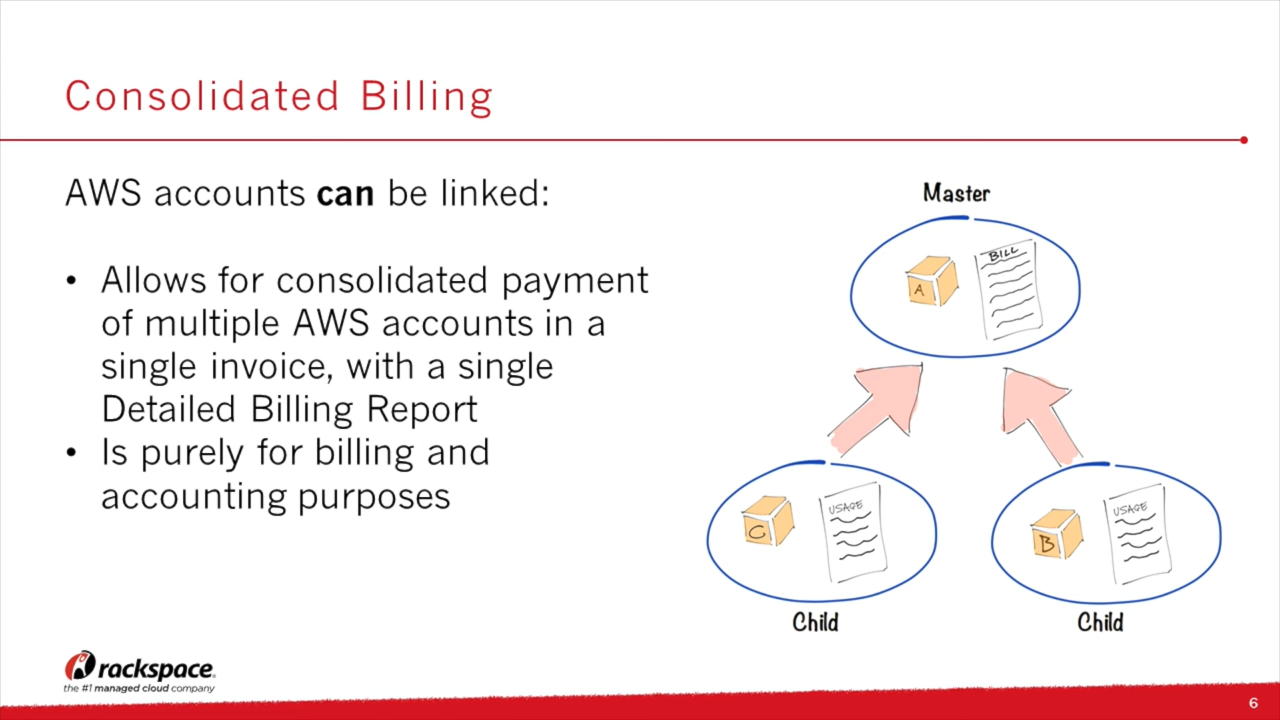 Consolidated Billing
AWS accounts can be linked:
• Allows for consolidated payment
of multiple AWS accounts in a
single invoice, with a single
Detailed Billing Report
• Is purely for billing and
accounting purposes
Master
A
BILL
C
USAGE
B
USAGE
Child
Child
rackspace.
the #1 managed cloud company
6